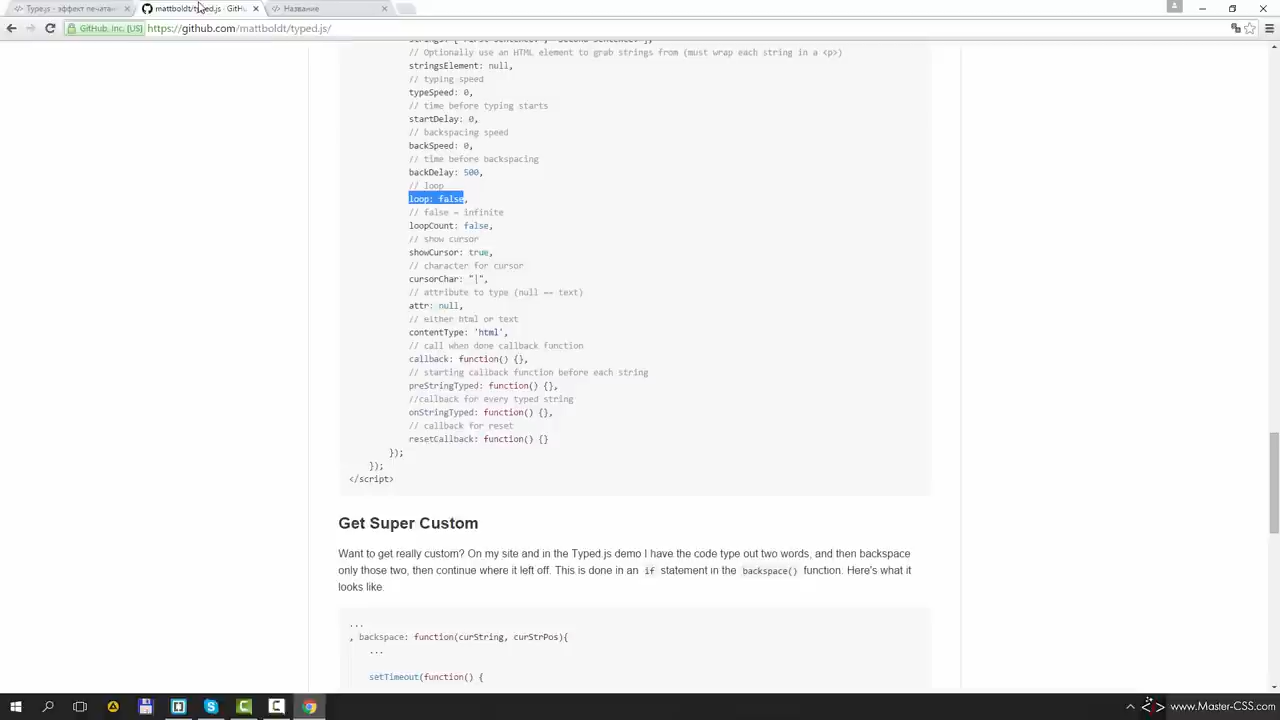 Typed.js - эффект печатан
mattboldt/typed.js · GitHu
Название
GitHub, Inc. [US]
https://github.com/mattboldt/typed.js/
// Optionally use an HTML element to grab strings from (must wrap each string in a <p>)
stringsElement: null,
// typing speed
typeSpeed: 0,
// time before typing starts
startDelay: 0,
// backspacing speed
backSpeed: 0,
// time before backspacing
backDelay: 500,
// loop
loop: false,
// false = infinite
loopCount: false,
// show cursor
showCursor: true,
// character for cursor
cursorChar: "|",
// attribute to type (null == text)
attr: null,
// either html or text
contentType: 'html',
// call when done callback function
callback: function() {},
// starting callback function before each string
preStringTyped: function() {},
//callback for every typed string
onStringTyped: function() {},
// callback for reset
resetCallback: function() {}
});
});
</script>
Get Super Custom
Want to get really custom? On my site and in the Typed js demo I have the code type out two words, and then backspace
only those two, then continue where it left off. This is done in an if statement in the backspace() function. Here's what it
looks like.
...
, backspace: function(curString, curStrPos){
...
setTimeout(function() {
www.Master-CSS.com